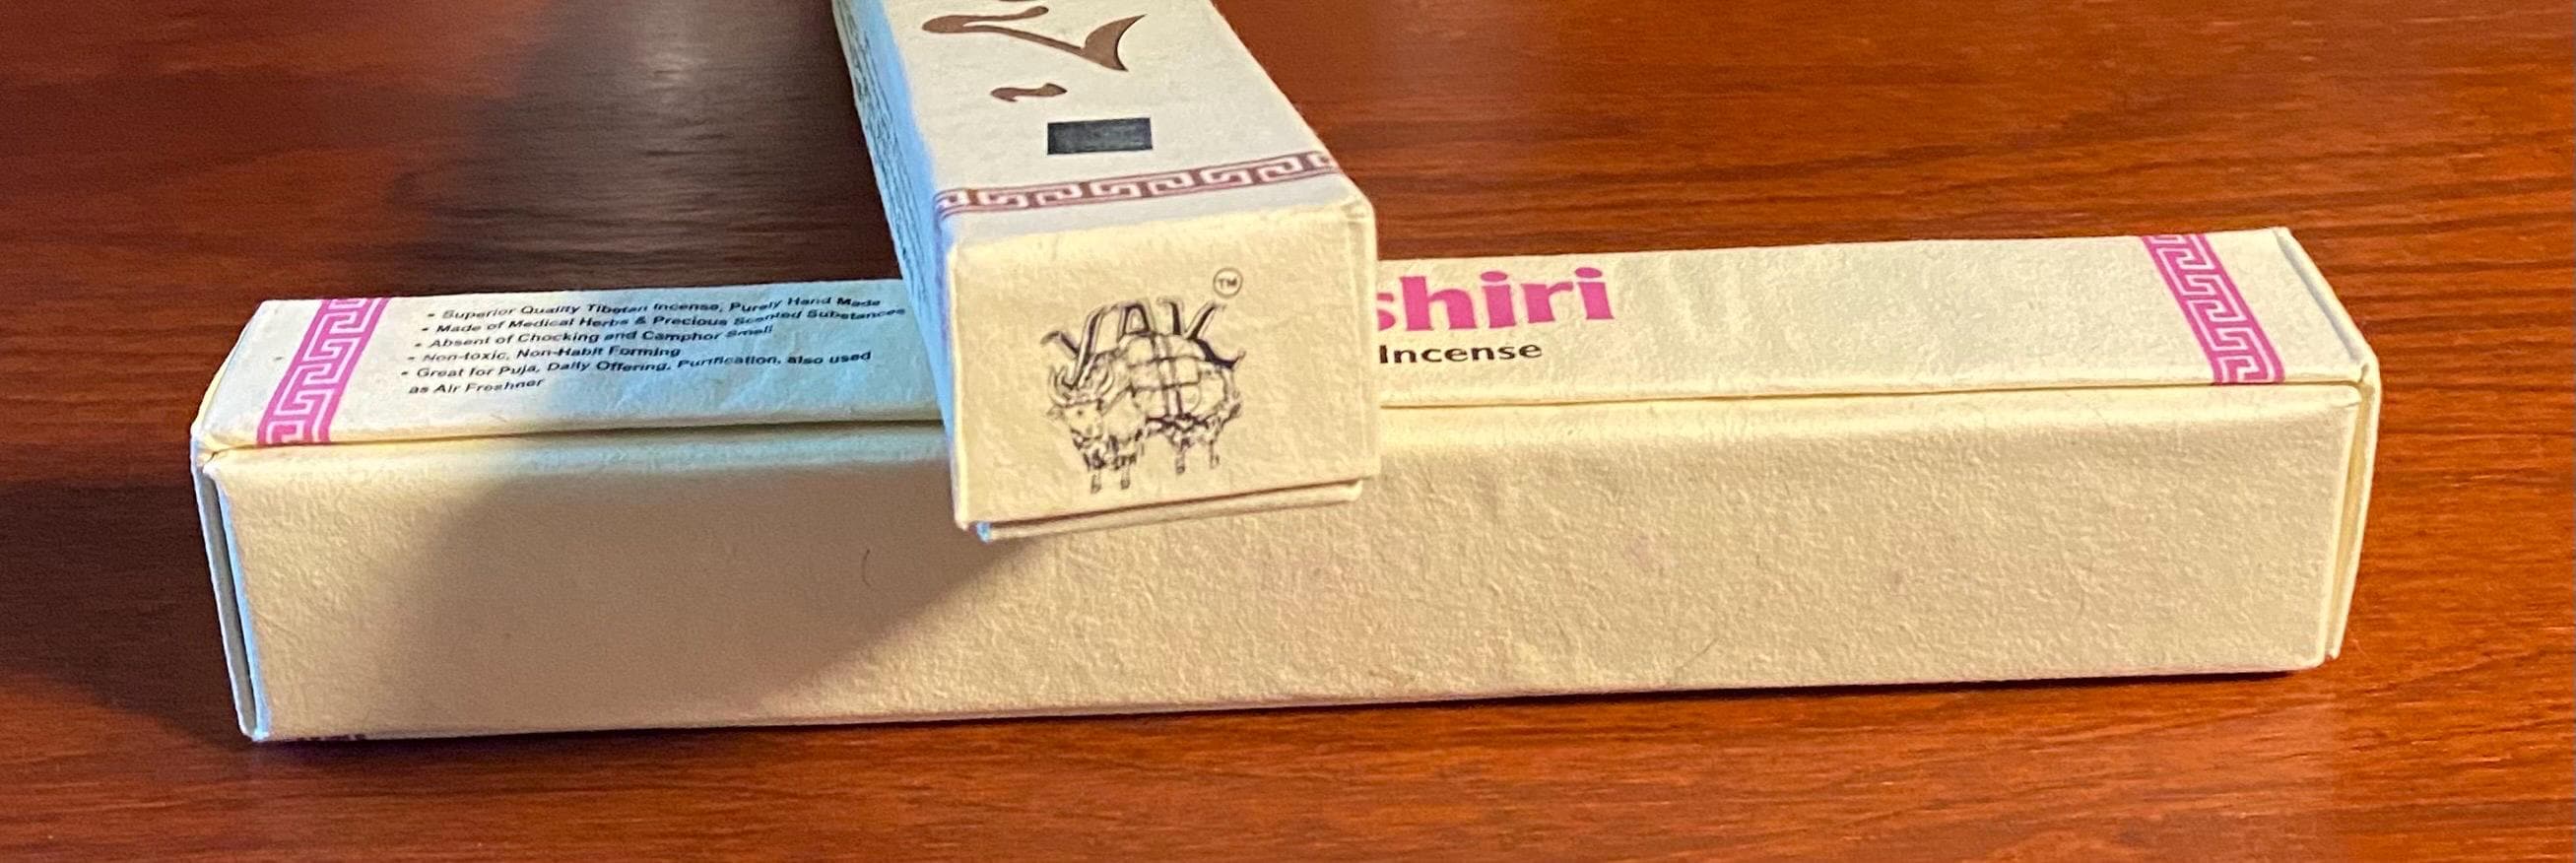 YAK
TM
• Superior Quality Tibetan Incense, Purely Hand Made
• Made of Medical Herbs & Precious Scented Substances
• Absent of Chocking and Camphor Smell
• Non-toxic, Non-Habit Forming
• Great for Puja, Daily Offering, Purification, also used
as Air Freshner
shiri
Incense